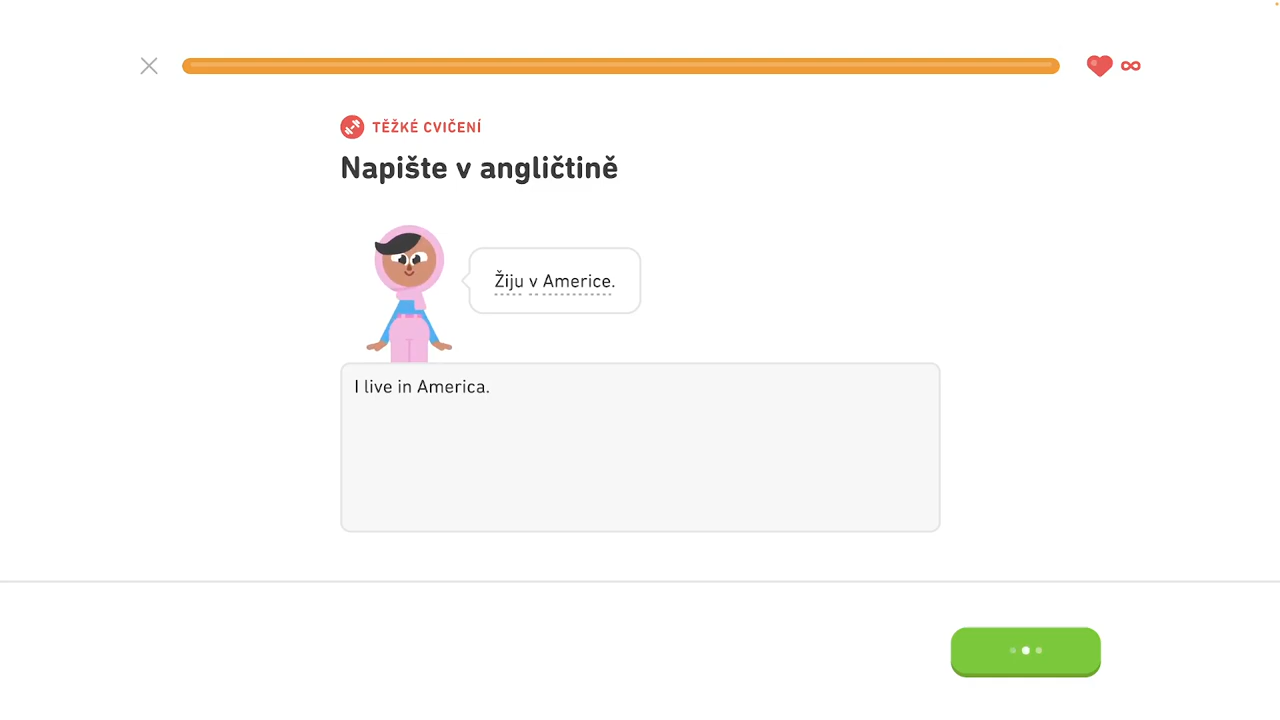 TĚŽKÉ CVIČENÍ
Napište v angličtině
Žiju v Americe.
I live in America.